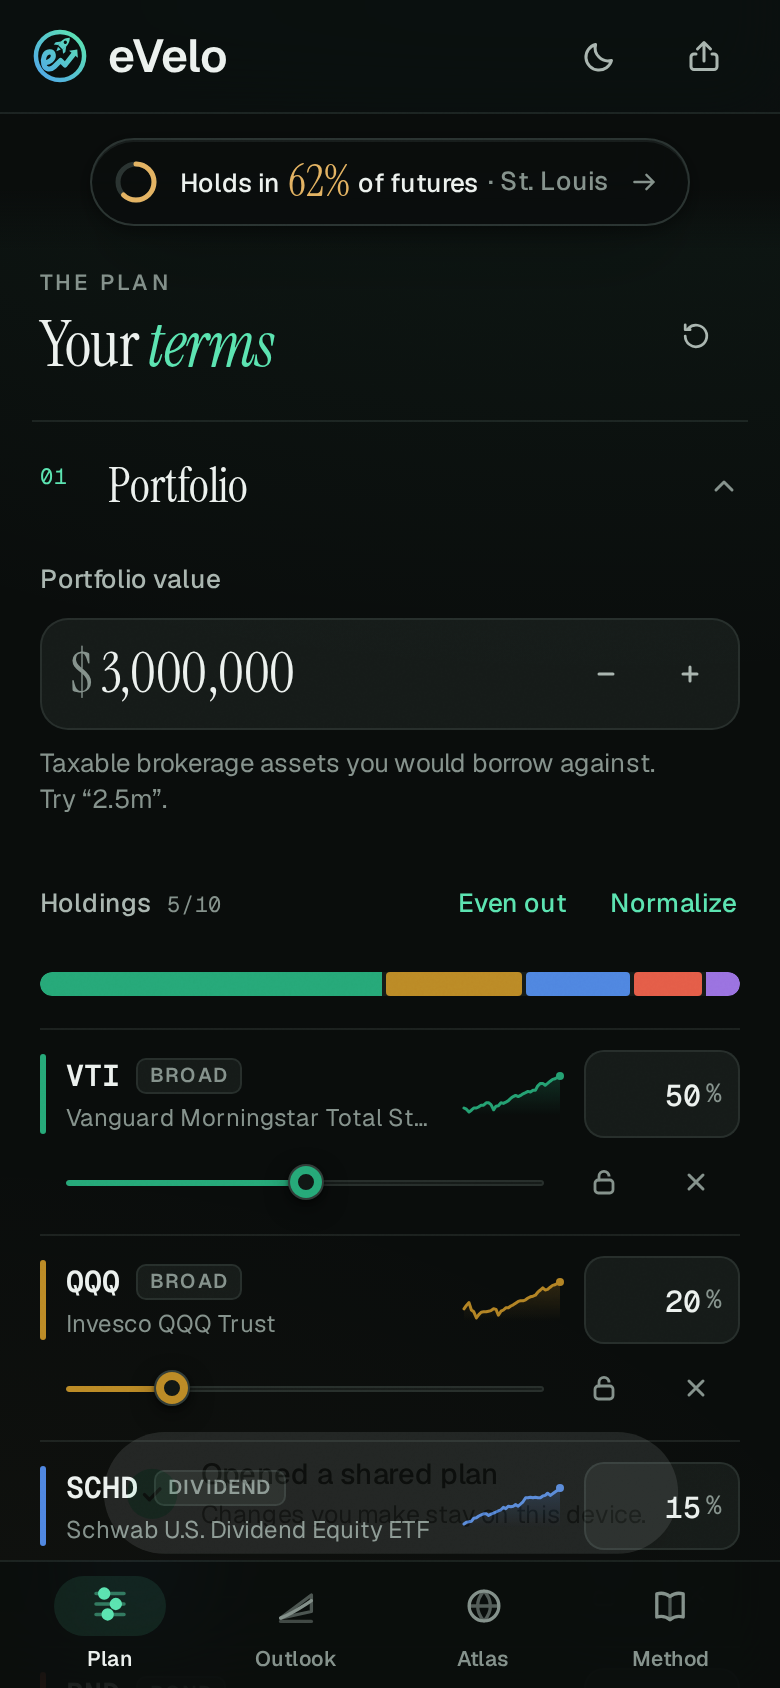 eVelo
Holds in 62% of futures · St. Louis →
THE PLAN
Your terms
01 Portfolio
Portfolio value
$ 3,000,000
Taxable brokerage assets you would borrow against.
Try “2.5m”.
Holdings 5/10 Even out Normalize
VTI BROAD 50 %
Vanguard Morningstar Total St...
QQQ BROAD 20 %
Invesco QQQ Trust
Opened a shared plan
SCHD DIVIDEND 15 %
Changes you make stay on this device.
Schwab U.S. Dividend Equity ETF
Plan Outlook Atlas Method